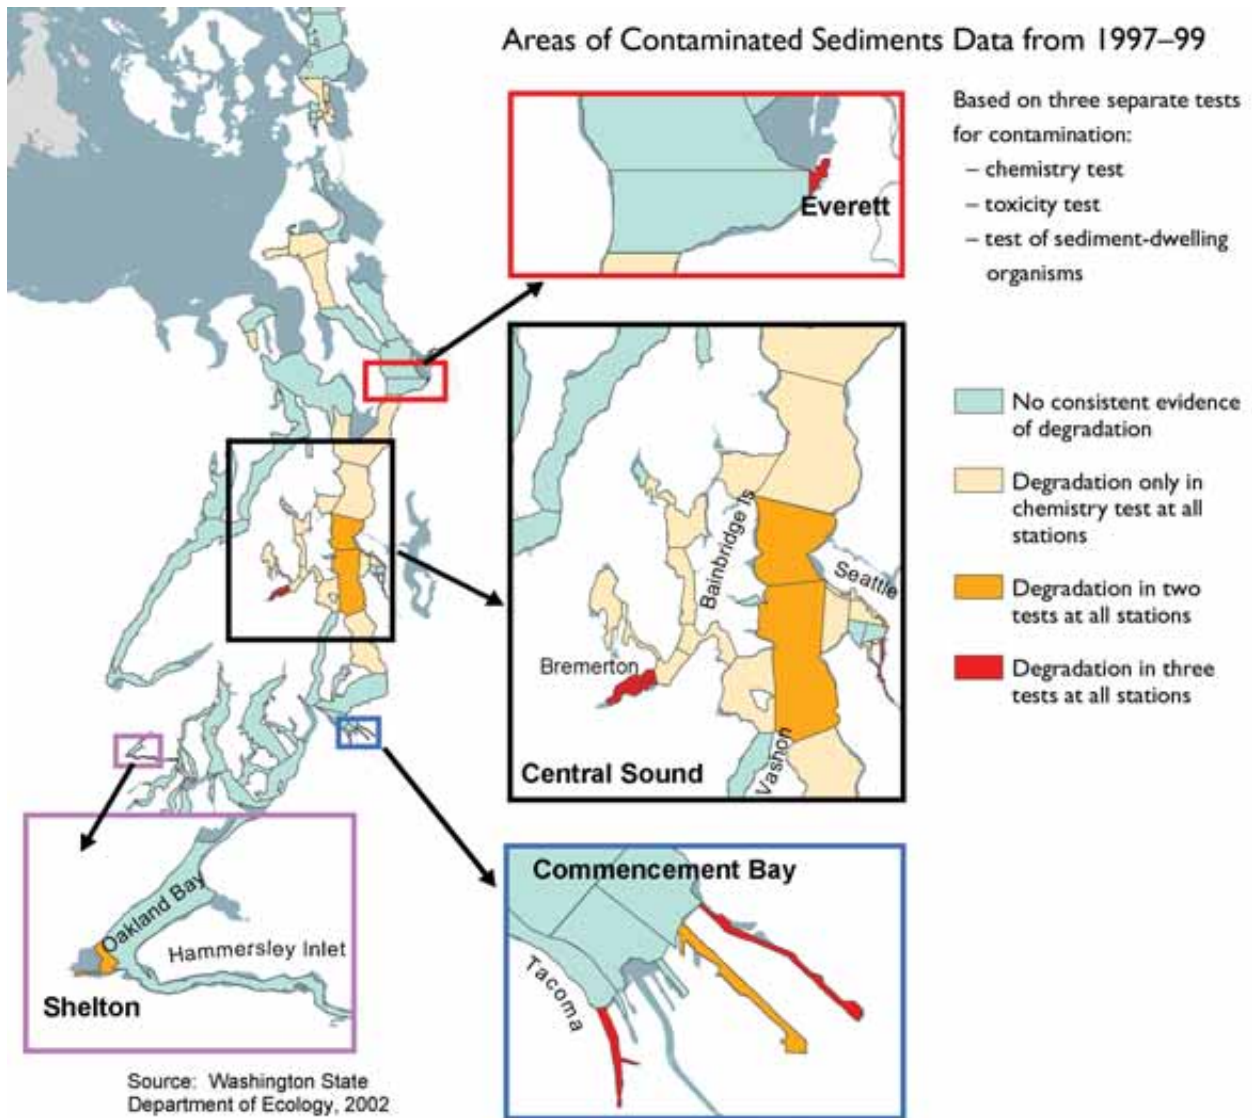 Areas of Contaminated Sediments Data from 1997–99
Based on three separate tests
for contamination:
– chemistry test
– toxicity test
– test of sediment-dwelling
organisms
Everett
No consistent evidence
of degradation
Degradation only in
chemistry test at all
stations
Degradation in two
tests at all stations
Degradation in three
tests at all stations
Bainbridge Is
Seattle
Bremerton
Vashon
Central Sound
Oakland Bay
Hammersley Inlet
Shelton
Commencement Bay
Tacoma
Source: Washington State
Department of Ecology, 2002